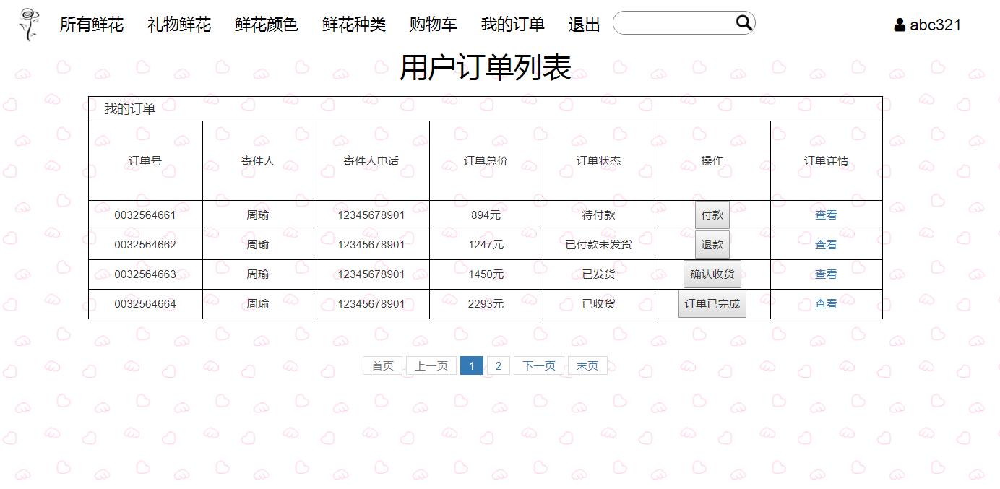 所有鲜花 礼物鲜花 鲜花颜色 鲜花种类 购物车 我的订单 退出 abc321
用户订单列表
我的订单
订单号 寄件人 寄件人电话 订单总价 订单状态 操作 订单详情
0032564661 周瑜 12345678901 894元 待付款 付款 查看
0032564662 周瑜 12345678901 1247元 已付款未发货 退款 查看
0032564663 周瑜 12345678901 1450元 已发货 确认收货 查看
0032564664 周瑜 12345678901 2293元 已收货 订单已完成 查看
首页 上一页 1 2 下一页 末页